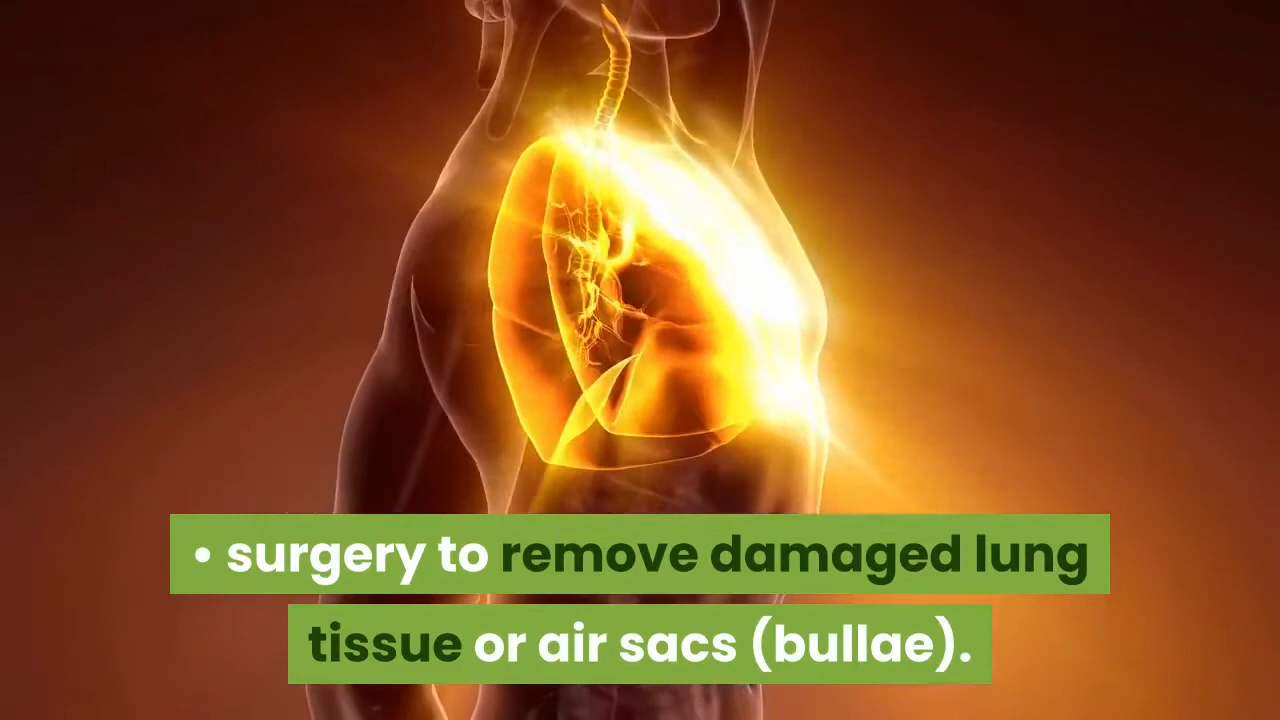 • surgery to remove damaged lung
tissue or air sacs (bullae).